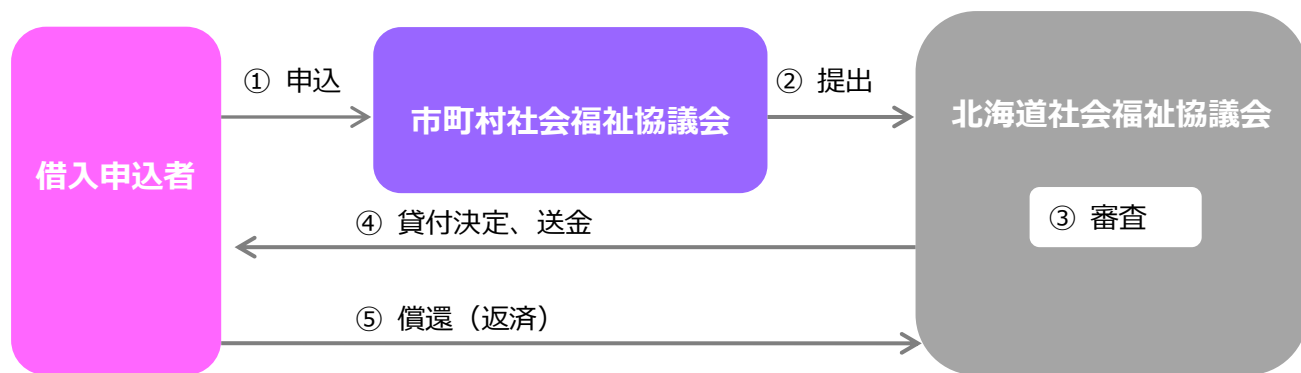 ① 申込
② 提出
市町村社会福祉協議会
北海道社会福祉協議会
借入申込者
④ 貸付決定、送金
③ 審査
⑤ 償還（返済）